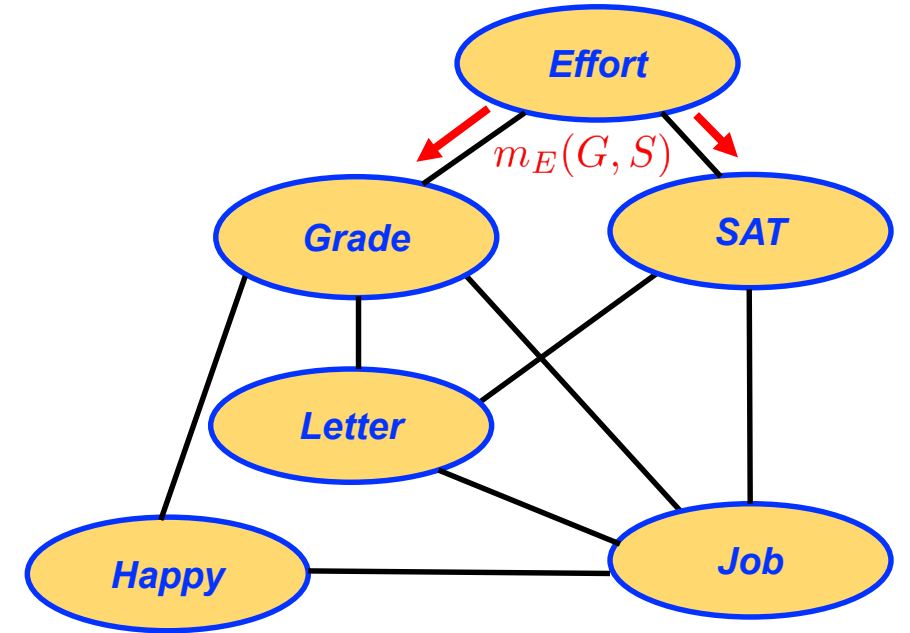 Effort
m_E(G, S)
Grade
SAT
Letter
Happy
Job